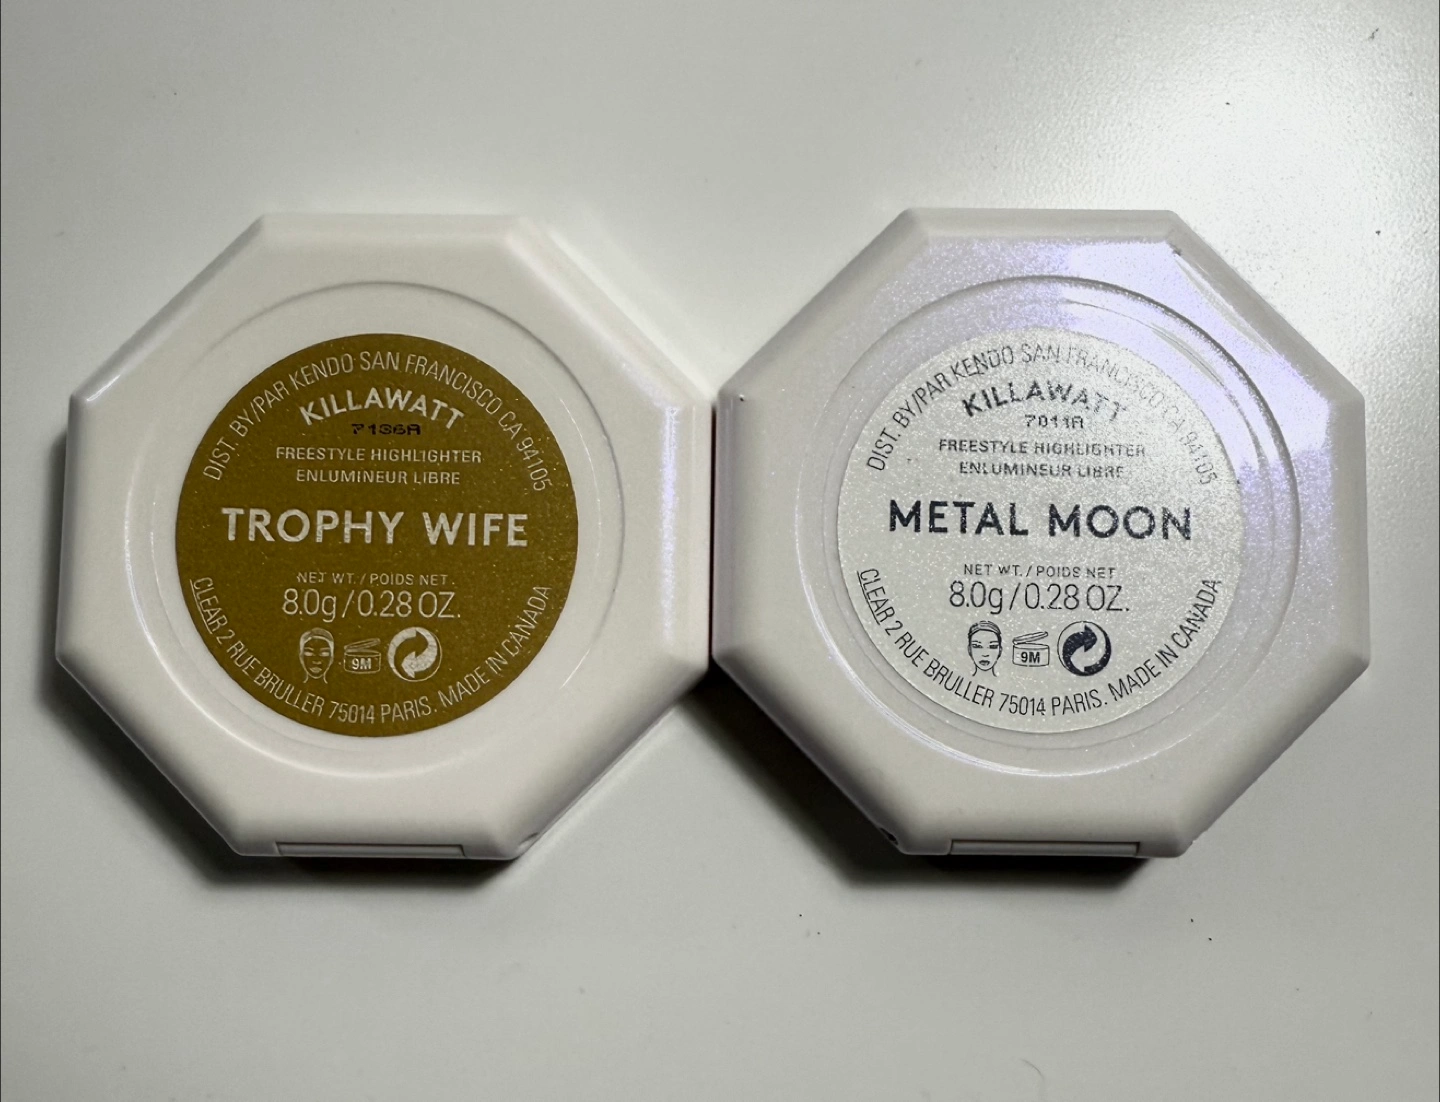 DIST. BY/PAR KENDO SAN FRANCISCO CA 94105
KILLAWATT
7136A
FREESTYLE HIGHLIGHTER
ENLUMINEUR LIBRE
TROPHY WIFE
NET WT. / POIDS NET.
8.0g/0.28 OZ.
9M
CLEAR 2 RUE BRULLER 75014 PARIS. MADE IN CANADA
DIST. BY/PAR KENDO SAN FRANCISCO CA 94105
KILLAWATT
7011A
FREESTYLE HIGHLIGHTER
ENLUMINEUR LIBRE
METAL MOON
NET WT. / POIDS NET
8.0g/0.28 OZ.
9M
CLEAR 2 RUE BRULLER 75014 PARIS. MADE IN CANADA